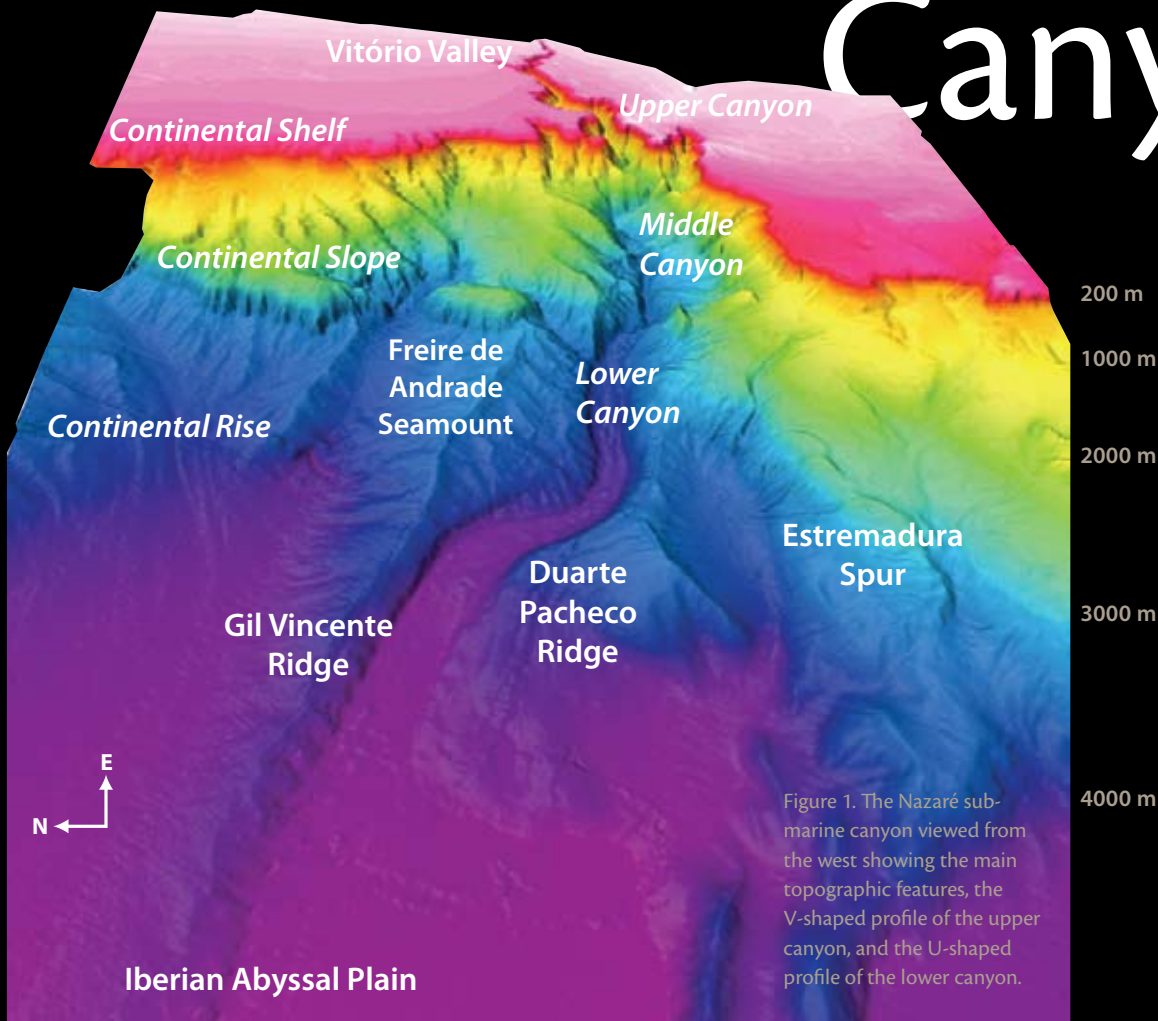 Cany
Vitório Valley
Upper Canyon
Continental Shelf
Middle
Canyon
Continental Slope
200 m
Freire de
Andrade
Seamount
1000 m
Lower
Canyon
Continental Rise
2000 m
Estremadura
Spur
Duarte
Pacheco
Ridge
Gil Vincente
Ridge
3000 m
E
N
4000 m
Figure 1. The Nazaré sub-
marine canyon viewed from
the west showing the main
topographic features, the
V-shaped profile of the upper
canyon, and the U-shaped
profile of the lower canyon.
Iberian Abyssal Plain